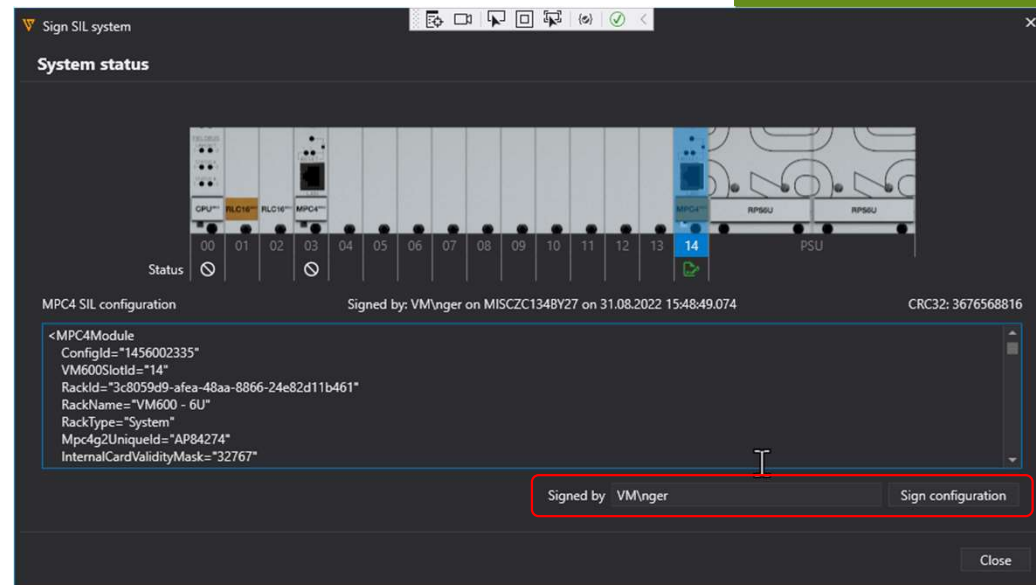 Sign SIL system
System status
CPU RLC16 RLC16 MPC4 MPC4 RPS6U RPS6U
00 01 02 03 04 05 06 07 08 09 10 11 12 13 14 PSU
Status
MPC4 SIL configuration Signed by: VM\nger on MISCZC134BY27 on 31.08.2022 15:48:49.074 CRC32: 3676568816
<MPC4Module
ConfigId="1456002335"
VM600SlotId="14"
RackId="3c8059d9-afea-48aa-8866-24e82d11b461"
RackName="VM600 - 6U"
RackType="System"
Mpc4g2UniqueId="AP84274"
InternalCardValidityMask="32767"
Signed by VM\nger Sign configuration
Close